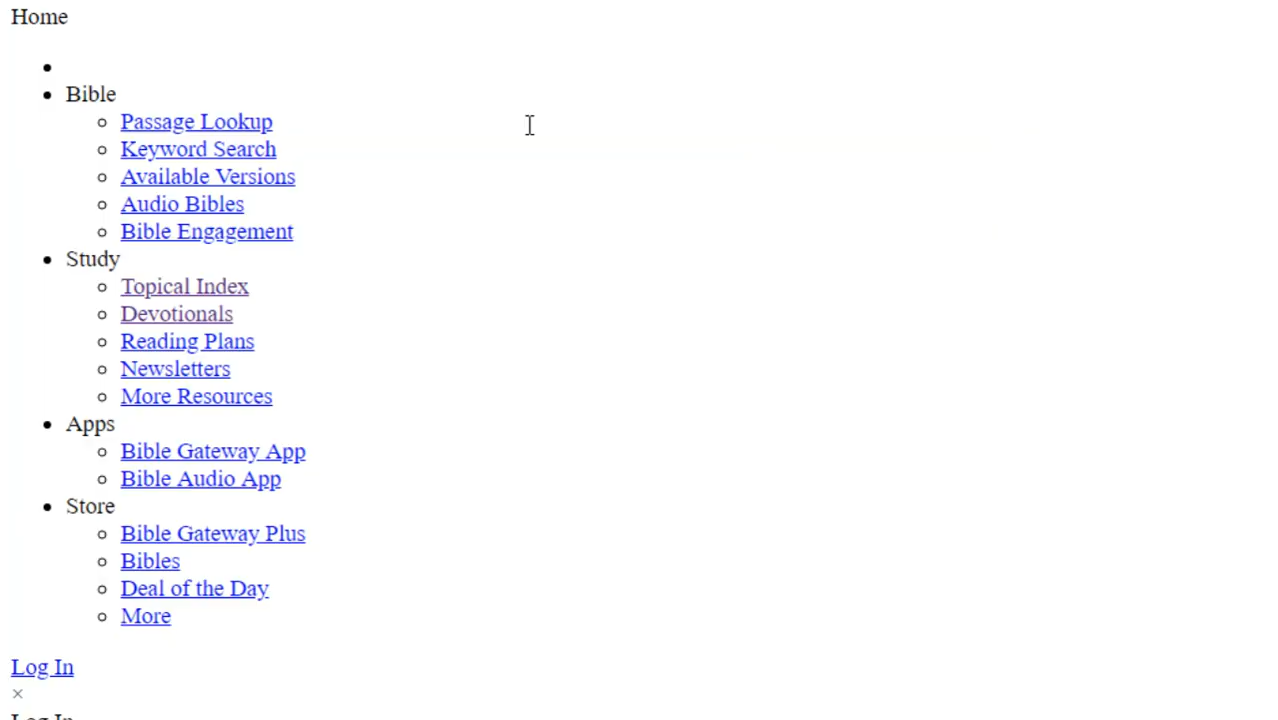 Home
Bible
Passage Lookup
Keyword Search
Available Versions
Audio Bibles
Bible Engagement
Study
Topical Index
Devotionals
Reading Plans
Newsletters
More Resources
Apps
Bible Gateway App
Bible Audio App
Store
Bible Gateway Plus
Bibles
Deal of the Day
More
Log In
×
Log In